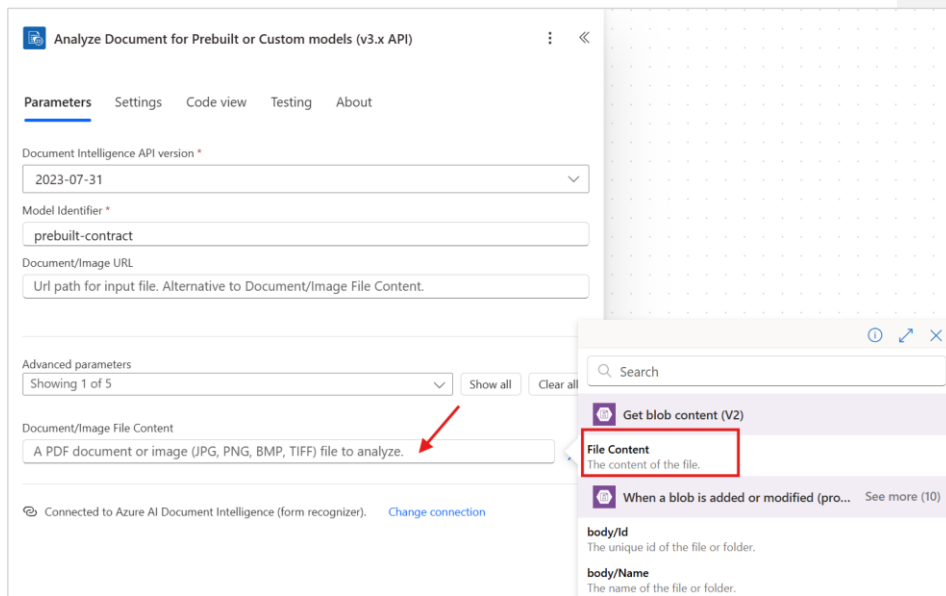 Analyze Document for Prebuilt or Custom models (v3.x API)
Parameters Settings Code view Testing About
Document Intelligence API version *
2023-07-31
Model Identifier *
prebuilt-contract
Document/Image URL
Url path for input file. Alternative to Document/Image File Content.
Advanced parameters
Showing 1 of 5
Show all
Clear all
Document/Image File Content
A PDF document or image (JPG, PNG, BMP, TIFF) file to analyze.
Connected to Azure AI Document Intelligence (form recognizer). Change connection
Search
Get blob content (V2)
File Content
The content of the file.
When a blob is added or modified (pro... See more (10)
body/Id
The unique id of the file or folder.
body/Name
The name of the file or folder.